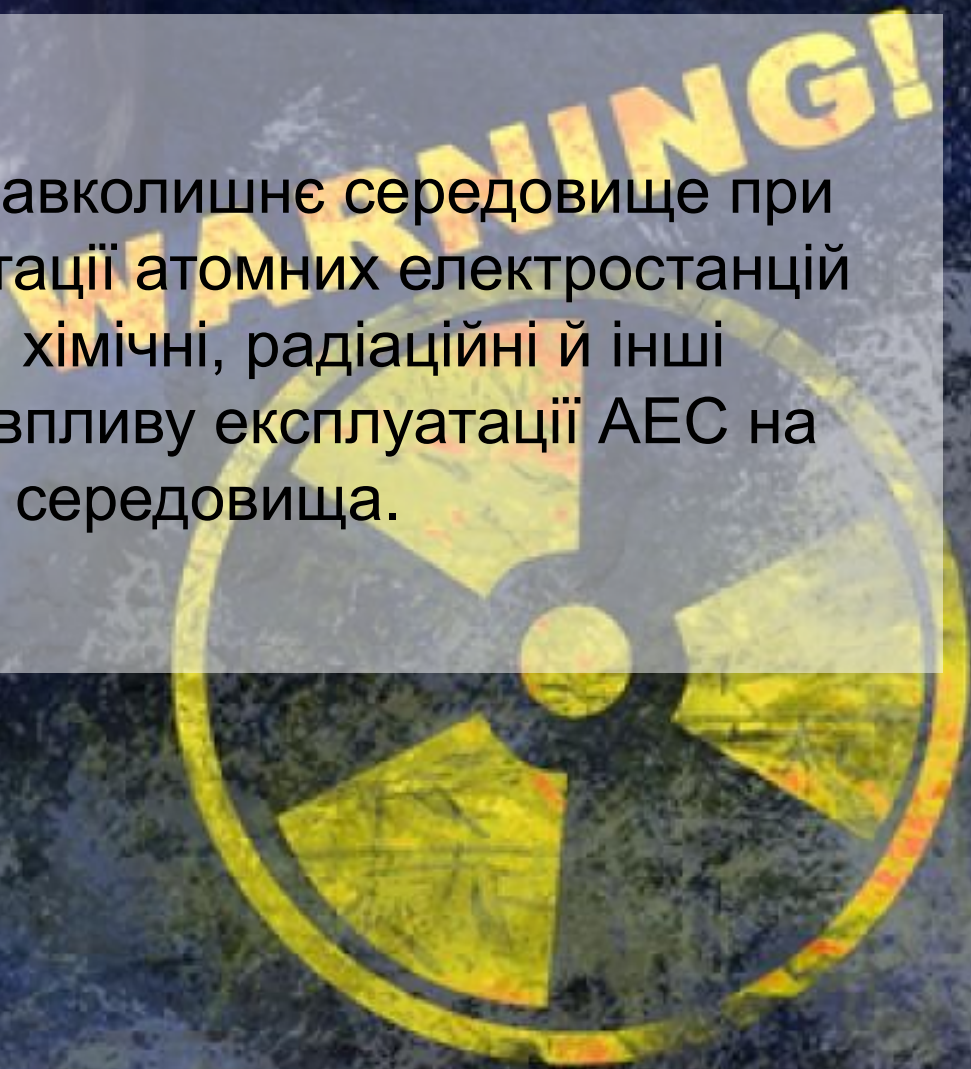 WARNING!
авколишнє середовище при
тації атомних електростанцій
хімічні, радіаційні й інші
впливу експлуатації АЕС на
середовища.